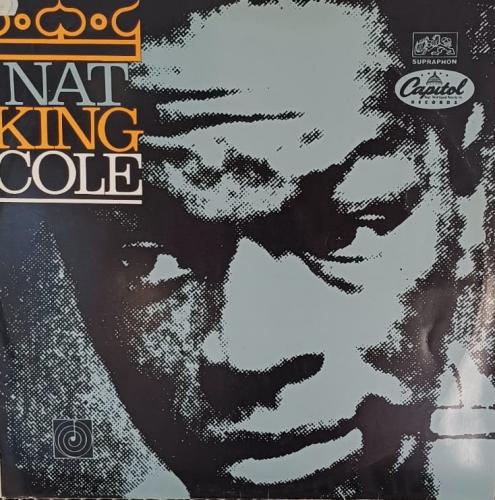 NAT
KING
COLE
SUPRAPHON
Capitol
RECORDS